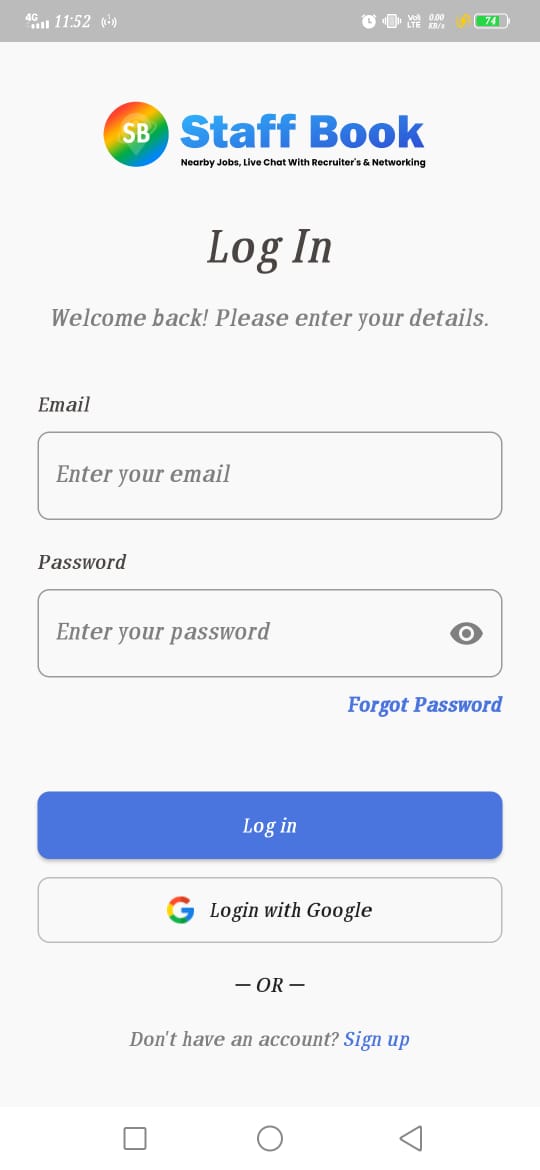 4G 11:52 Vo) LTE 0.00 KB/s 74
SB
Staff Book
Nearby Jobs, Live Chat With Recruiter's & Networking
Log In
Welcome back! Please enter your details.
Email
Enter your email
Password
Enter your password
Forgot Password
Log in
G Login with Google
— OR —
Don't have an account? Sign up